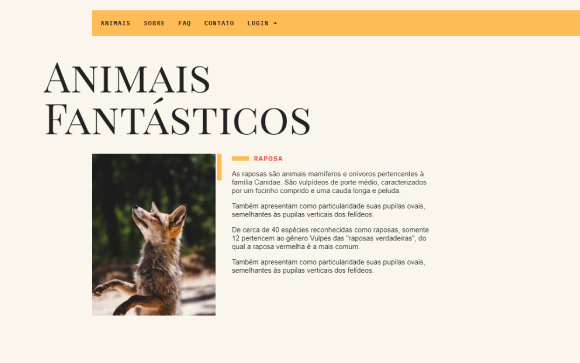 ANIMAIS SOBRE FAQ CONTATO LOGIN →
ANIMAIS
FANTÁSTICOS
RAPOSA
As raposas são animais mamíferos e onívoros pertencentes à
família Canidae. São vulpídeos de porte médio, caracterizados
por um focinho comprido e uma cauda longa e peluda.
Também apresentam como particularidade suas pupilas ovais,
semelhantes às pupilas verticais dos felídeos.
De cerca de 40 espécies reconhecidas como raposas, somente
12 pertencem ao gênero Vulpes das "raposas verdadeiras", do
qual a raposa vermelha é a mais comum.
Também apresentam como particularidade suas pupilas ovais,
semelhantes às pupilas verticais dos felídeos.